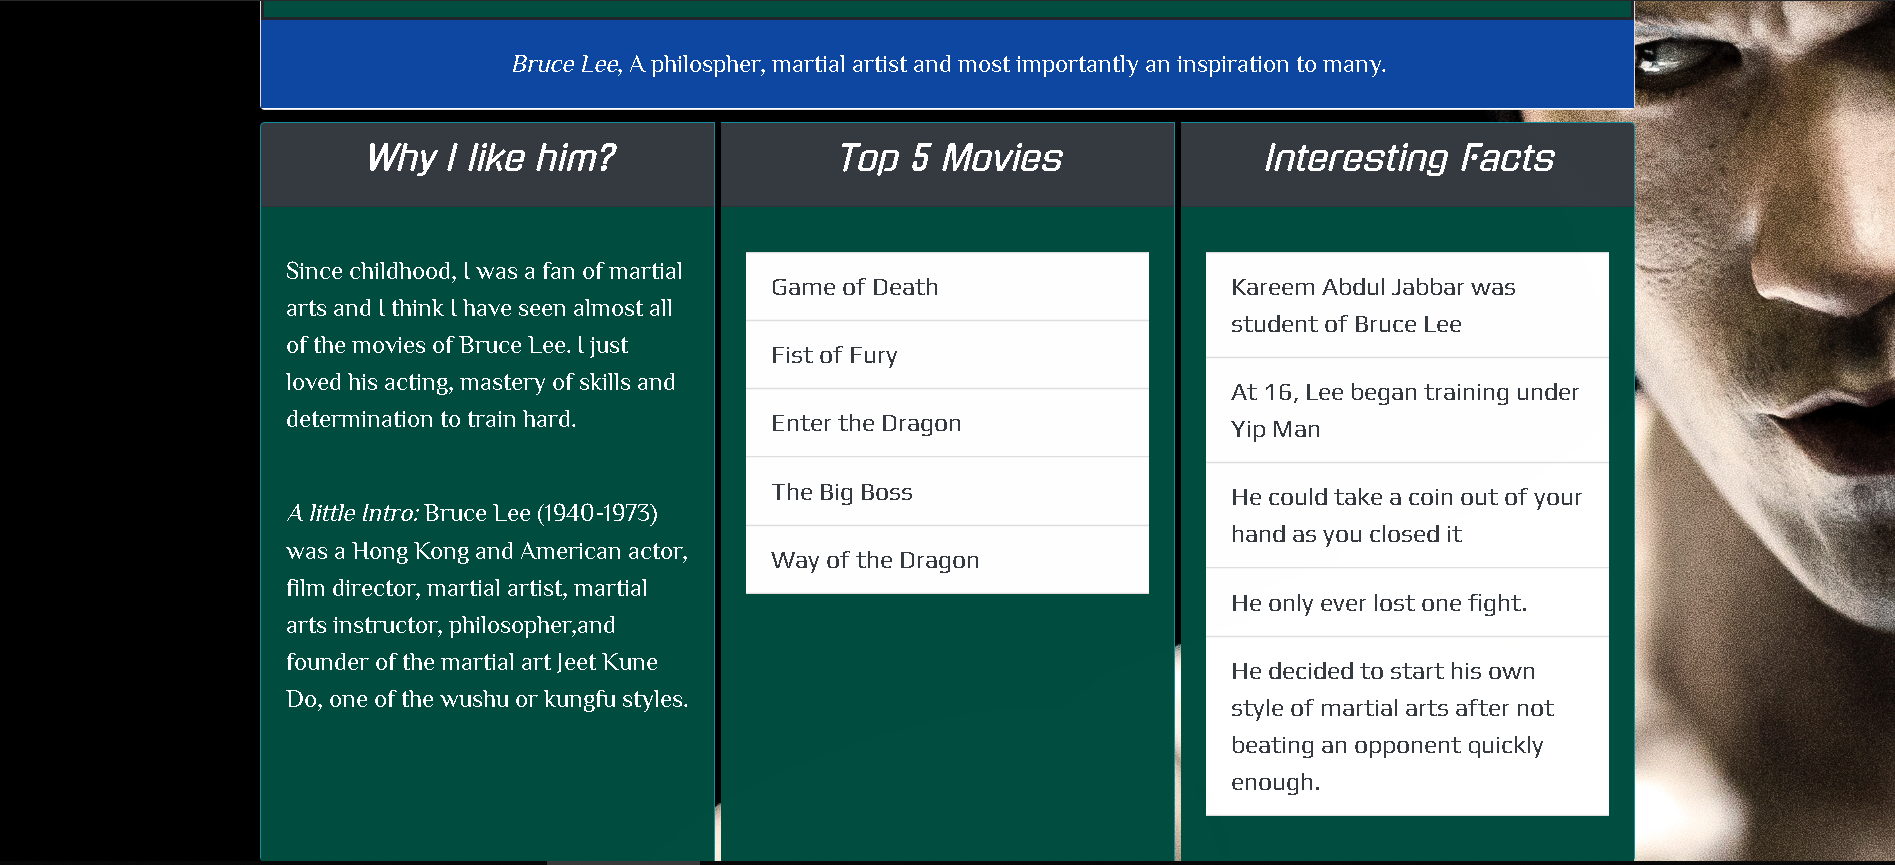 Bruce Lee, A philospher, martial artist and most importantly an inspiration to many.
Why I like him?
Since childhood, I was a fan of martial
arts and I think I have seen almost all
of the movies of Bruce Lee. I just
loved his acting, mastery of skills and
determination to train hard.
A little Intro: Bruce Lee (1940-1973)
was a Hong Kong and American actor,
film director, martial artist, martial
arts instructor, philosopher,and
founder of the martial art Jeet Kune
Do, one of the wushu or kungfu styles.
Top 5 Movies
Game of Death
Fist of Fury
Enter the Dragon
The Big Boss
Way of the Dragon
Interesting Facts
Kareem Abdul Jabbar was
student of Bruce Lee
At 16, Lee began training under
Yip Man
He could take a coin out of your
hand as you closed it
He only ever lost one fight.
He decided to start his own
style of martial arts after not
beating an opponent quickly
enough.